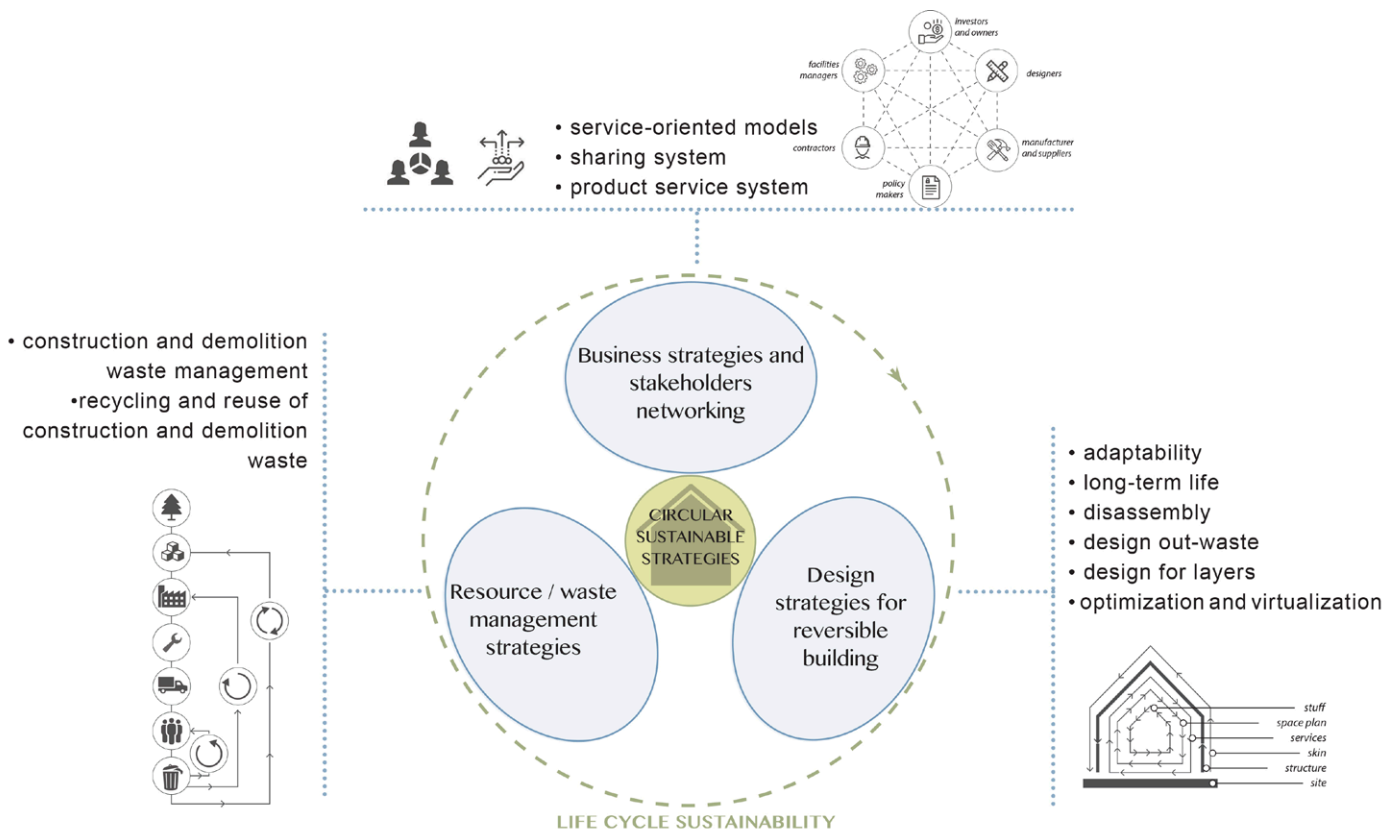 investors
and owners
facilities
managers
designers
contractors
manufacturer
and suppliers
policy
makers
• service-oriented models
• sharing system
• product service system
• construction and demolition
waste management
•recycling and reuse of
construction and demolition
waste
Business strategies and
stakeholders
networking
CIRCULAR
SUSTAINABLE
STRATEGIES
Resource / waste
management
strategies
Design
strategies for
reversible
building
• adaptability
• long-term life
• disassembly
• design out-waste
• design for layers
• optimization and virtualization
stuff
space plan
services
skin
structure
site
LIFE CYCLE SUSTAINABILITY